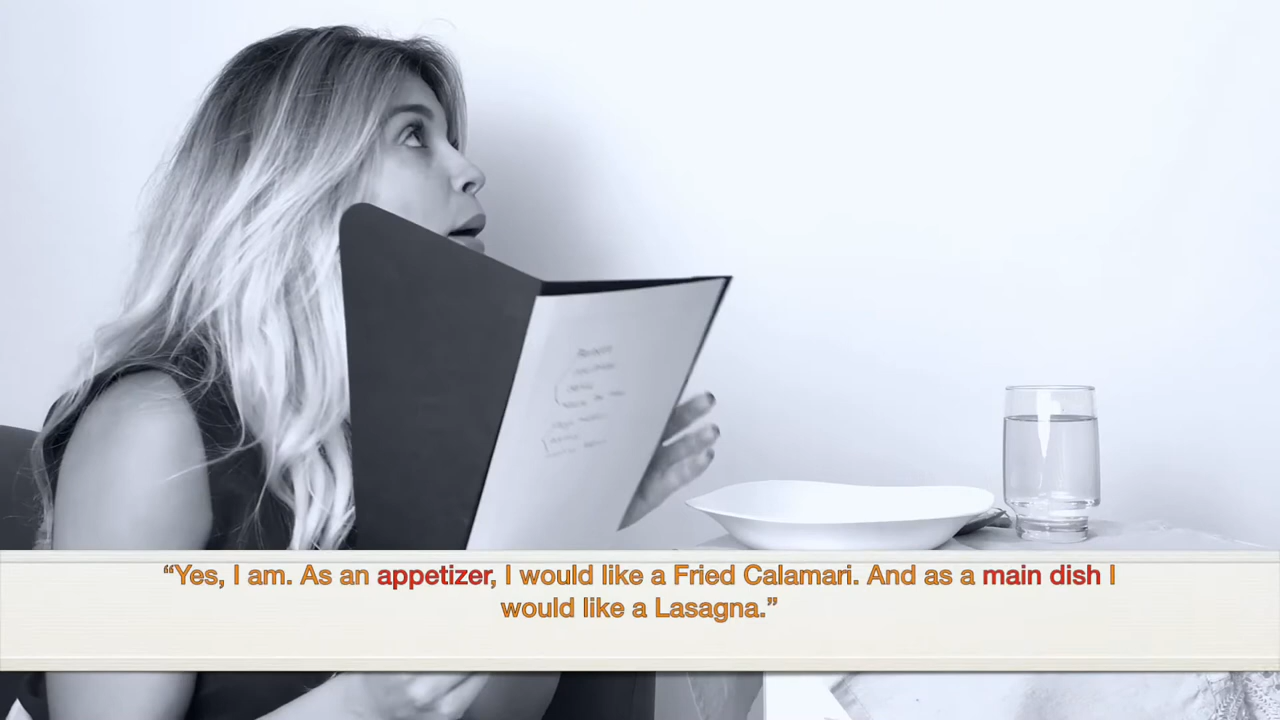 “Yes, I am. As an appetizer, I would like a Fried Calamari. And as a main dish I
would like a Lasagna.”